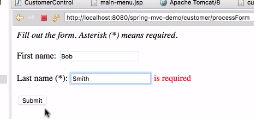 CustomerControl
main-menu.jsp
Apache Tomcat/8
http://localhost:8080/spring-mvc-demo/customer/processForm
Fill out the form. Asterisk (*) means required.
First name: Bob
Last name (*): Smith is required
Submit